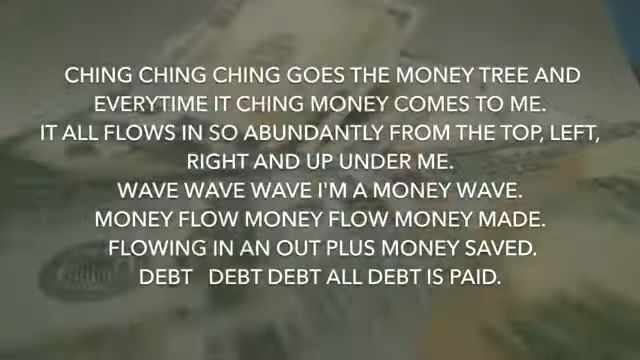 CHING CHING CHING GOES THE MONEY TREE AND
EVERYTIME IT CHING MONEY COMES TO ME.
IT ALL FLOWS IN SO ABUNDANTLY FROM THE TOP, LEFT,
RIGHT AND UP UNDER ME.
WAVE WAVE WAVE I'M A MONEY WAVE.
MONEY FLOW MONEY FLOW MONEY MADE.
FLOWING IN AN OUT PLUS MONEY SAVED.
DEBT DEBT DEBT ALL DEBT IS PAID.